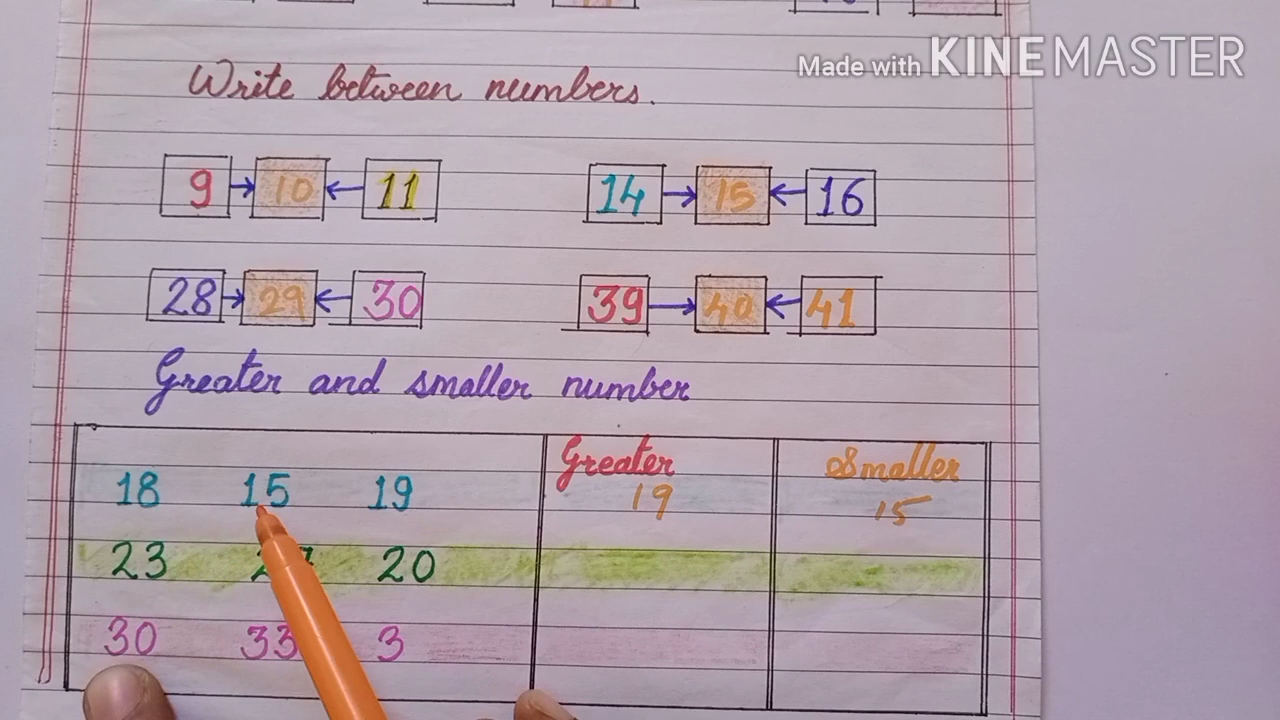 Made with KINEMASTER
Write between numbers.
9 10 11 14 15 16
28 29 30 39 40 41
Greater and smaller number
Greater Smaller
18 15 19 19 15
23 20
30 33 3